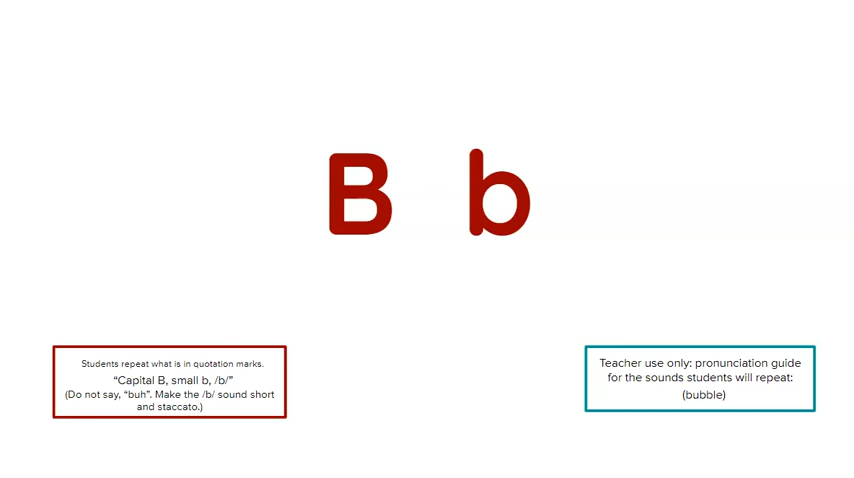 B b
Students repeat what is in quotation marks.
“Capital B, small b, /b/”
(Do not say, “buh”. Make the /b/ sound short
and staccato.)
Teacher use only: pronunciation guide
for the sounds students will repeat:
(bubble)